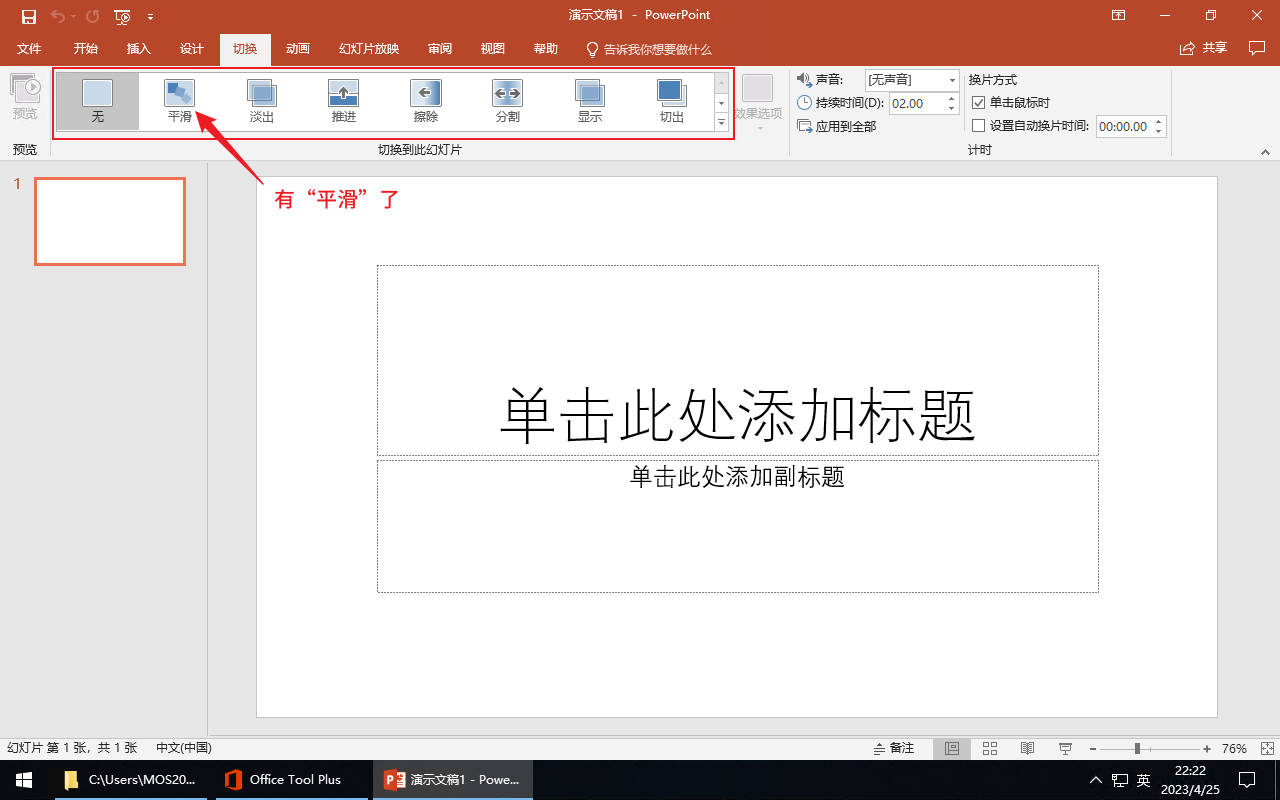 演示文稿1 - PowerPoint
文件 开始 插入 设计 切换 动画 幻灯片放映 审阅 视图 帮助 告诉我你想要做什么 共享
预览 无 平滑 淡出 推进 擦除 分割 显示 切出 效果选项
声音: [无声音] 换片方式
持续时间(D): 02.00 单击鼠标时
应用到全部 设置自动换片时间: 00:00.00
预览 切换到此幻灯片 计时
1
有“平滑”了
单击此处添加标题
单击此处添加副标题
幻灯片 第 1 张，共 1 张 中文(中国) 备注 76%
C:\Users\MOS20... Office Tool Plus 演示文稿1 - Powe... 英 22:22
2023/4/25